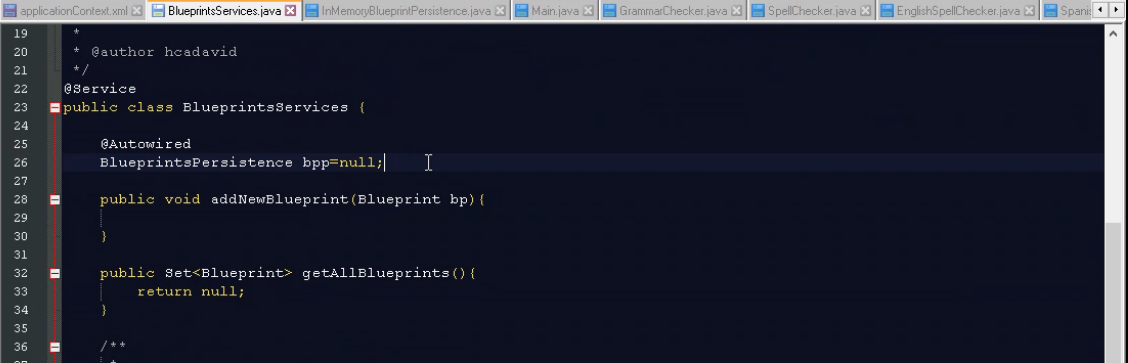 applicationContext.xml BlueprintsServices.java InMemoryBlueprintPersistence.java Main.java GrammarChecker.java SpellChecker.java EnglishSpellChecker.java Spanis
19 *
20 * @author hcadavid
21 */
22 @Service
23 public class BlueprintsServices {
24
25 @Autowired
26 BlueprintsPersistence bpp=null;
27
28 public void addNewBlueprint(Blueprint bp){
29
30 }
31
32 public Set<Blueprint> getAllBlueprints(){
33 return null;
34 }
35
36 /**